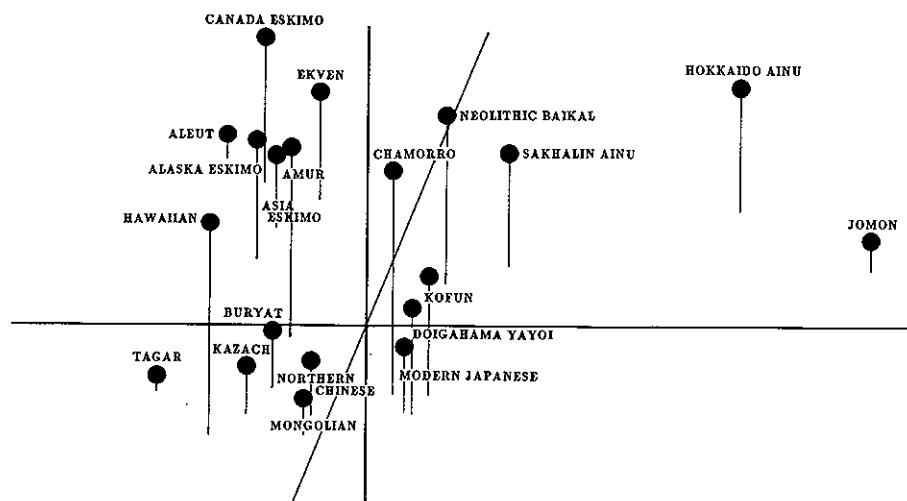 CANADA ESKIMO
EKVEN
HOKKAIDO AINU
NEOLITHIC BAIKAL
ALEUT
SAKHALIN AINU
CHAMORRO
ALASKA ESKIMO
AMUR
ASIA
ESKIMO
HAWAIIAN
JOMON
KOFUN
BURYAT
DOIGAHAMA YAYOI
TAGAR
KAZACH
NORTHERN
CHINESE
MODERN JAPANESE
MONGOLIAN